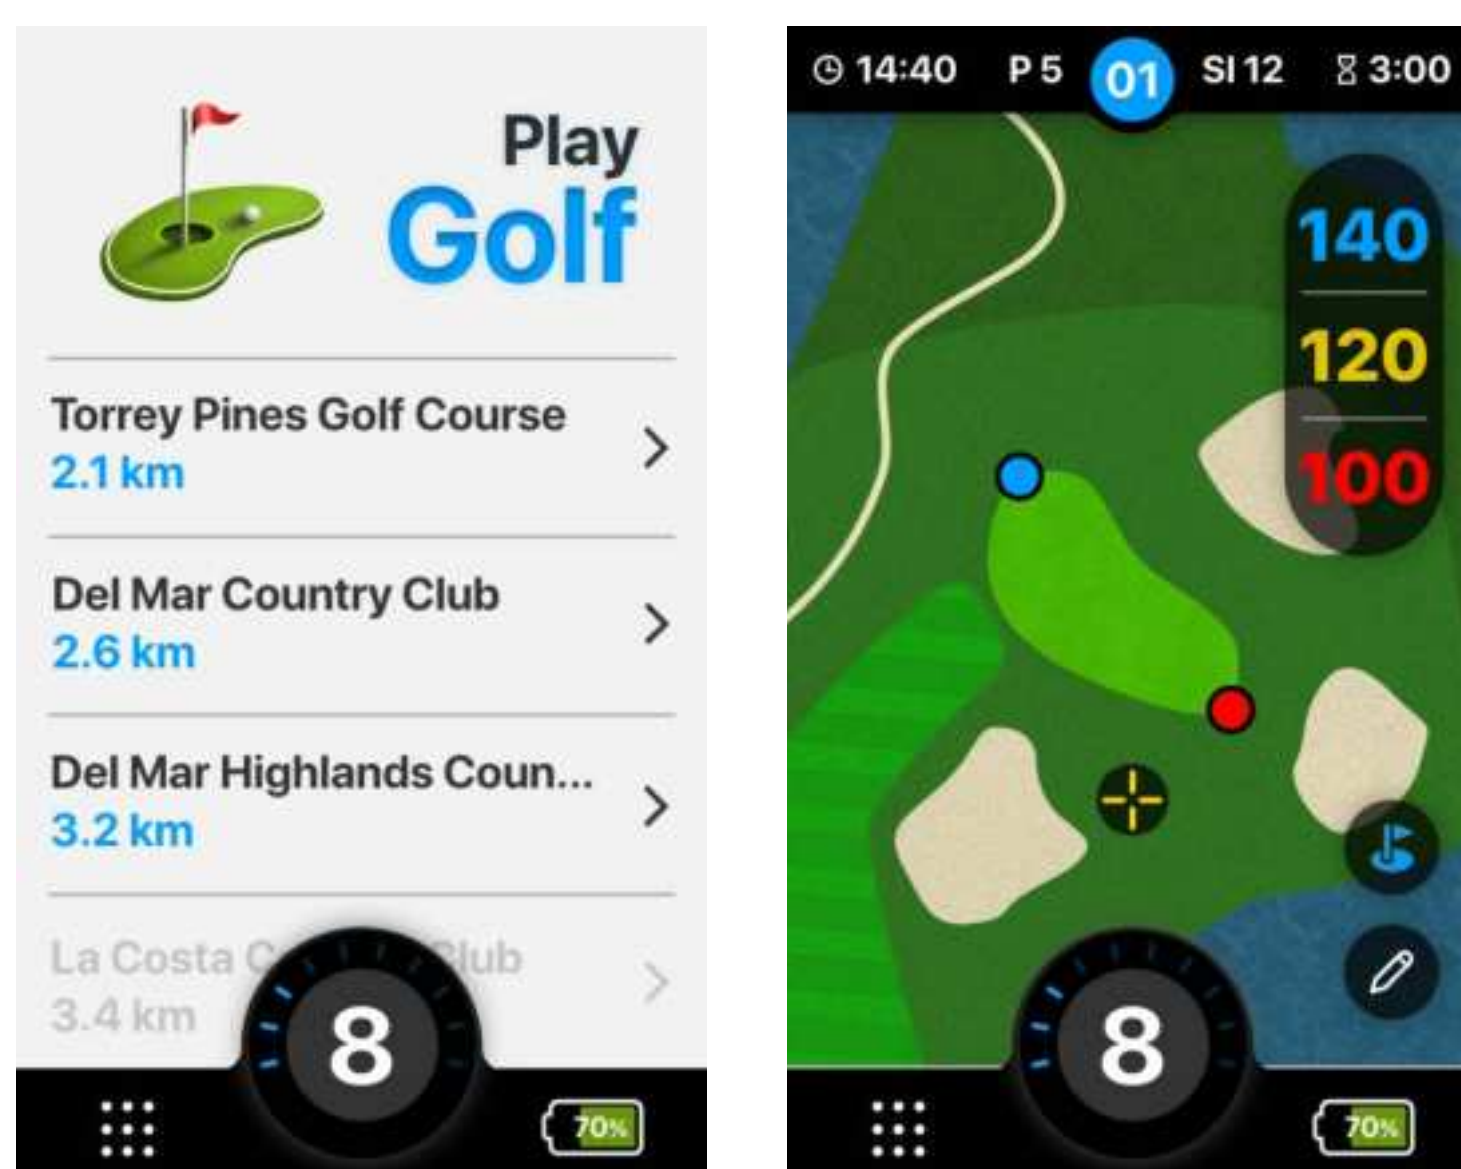 Play
Golf
Torrey Pines Golf Course
2.1 km
Del Mar Country Club
2.6 km
Del Mar Highlands Coun...
3.2 km
La Costa C Club
3.4 km
8
70%
14:40 P 5 01 SI 12 3:00
140
120
100
8
70%